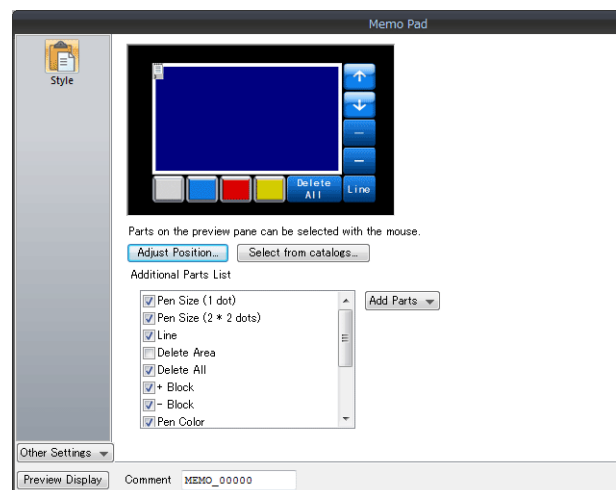 Memo Pad
Style
Delete
All
Line
Parts on the preview pane can be selected with the mouse.
Adjust Position...
Select from catalogs...
Additional Parts List
Pen Size (1 dot)
Add Parts
Pen Size (2 * 2 dots)
Line
Delete Area
Delete All
+ Block
- Block
Pen Color
Other Settings
Preview Display
Comment
MEMO_00000